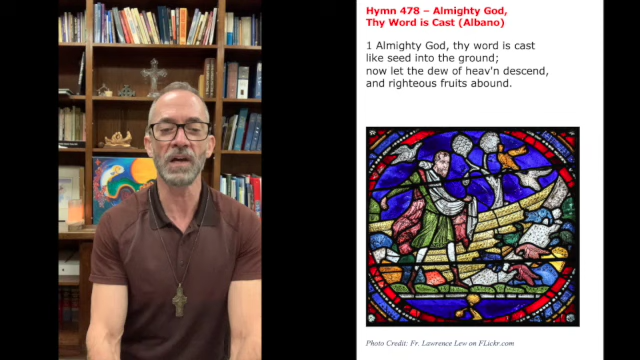 Hymn 478 – Almighty God,
Thy Word is Cast (Albano)
1 Almighty God, thy word is cast
like seed into the ground;
now let the dew of heav'n descend,
and righteous fruits abound.
Photo Credit: Fr. Lawrence Lew on FLickr.com